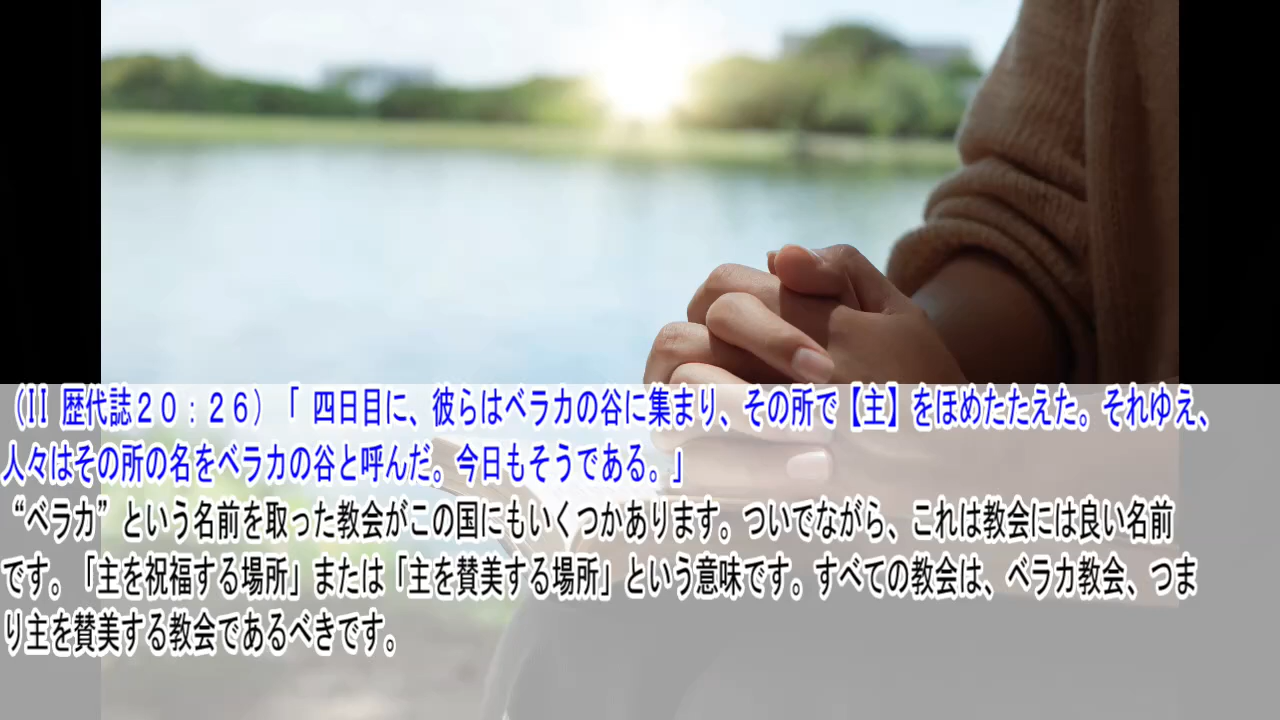 （II 歴代誌２０：２６）「 四日目に、彼らはベラカの谷に集まり、その所で【主】をほめたたえた。それゆえ、
人々はその所の名をベラカの谷と呼んだ。今日もそうである。」
“ベラカ”という名前を取った教会がこの国にもいくつかあります。ついでながら、これは教会には良い名前
です。「主を祝福する場所」または「主を賛美する場所」という意味です。すべての教会は、ベラカ教会、つま
り主を賛美する教会であるべきです。